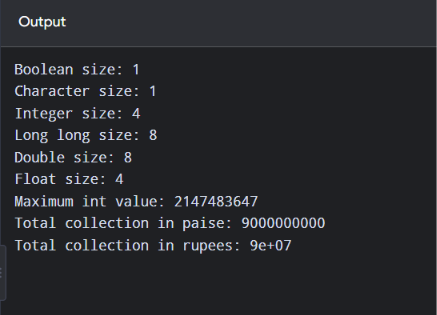 Output
Boolean size: 1
Character size: 1
Integer size: 4
Long long size: 8
Double size: 8
Float size: 4
Maximum int value: 2147483647
Total collection in paise: 9000000000
Total collection in rupees: 9e+07